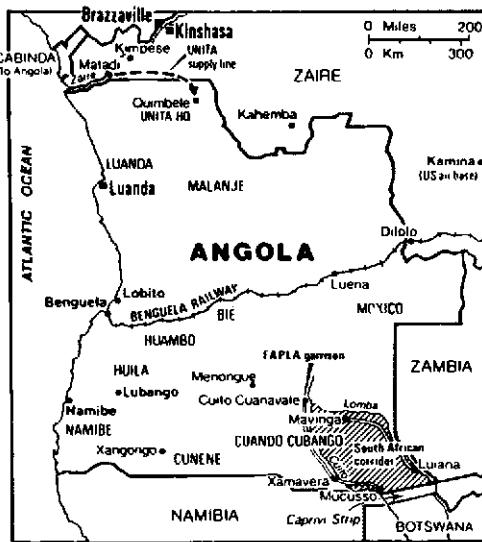 Brazzaville
Kinshasa
0 Miles 200
0 Km 300
CABINDA
(To Angola)
Kimpese
Matadi
Zaire
UNITA
supply line
ZAIRE
Quimbele
UNITA HQ
Kahemba
LUANDA
Luanda
MALANJE
Kamina
(US air base)
ATLANTIC OCEAN
ANGOLA
Dilolo
Lobito
Benguela
BENGUELA RAILWAY
Luena
BIÉ
MOXICO
HUAMBO
FAPLA garrison
ZAMBIA
HUILA
Menongue
Lubango
Cuito Cuanavale
Lomba
Namibe
NAMIBE
Mavinga
CUANDO CUBANGO
South African
corridor
Xangongo
CUNENE
Cuito
Luiana
Xamavera
Mucusso
NAMIBIA
Caprivi Strip
BOTSWANA